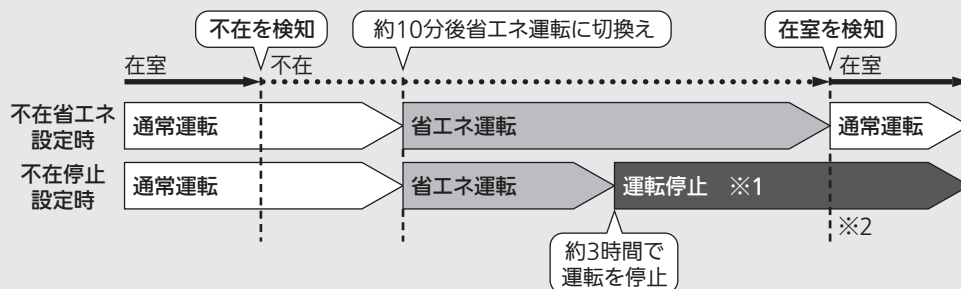 不在を検知
約10分後省エネ運転に切換え
在室を検知
在室
不在
在室
不在省エネ
設定時
通常運転
省エネ運転
通常運転
不在停止
設定時
通常運転
省エネ運転
運転停止 ※1
※2
約3時間で
運転を停止